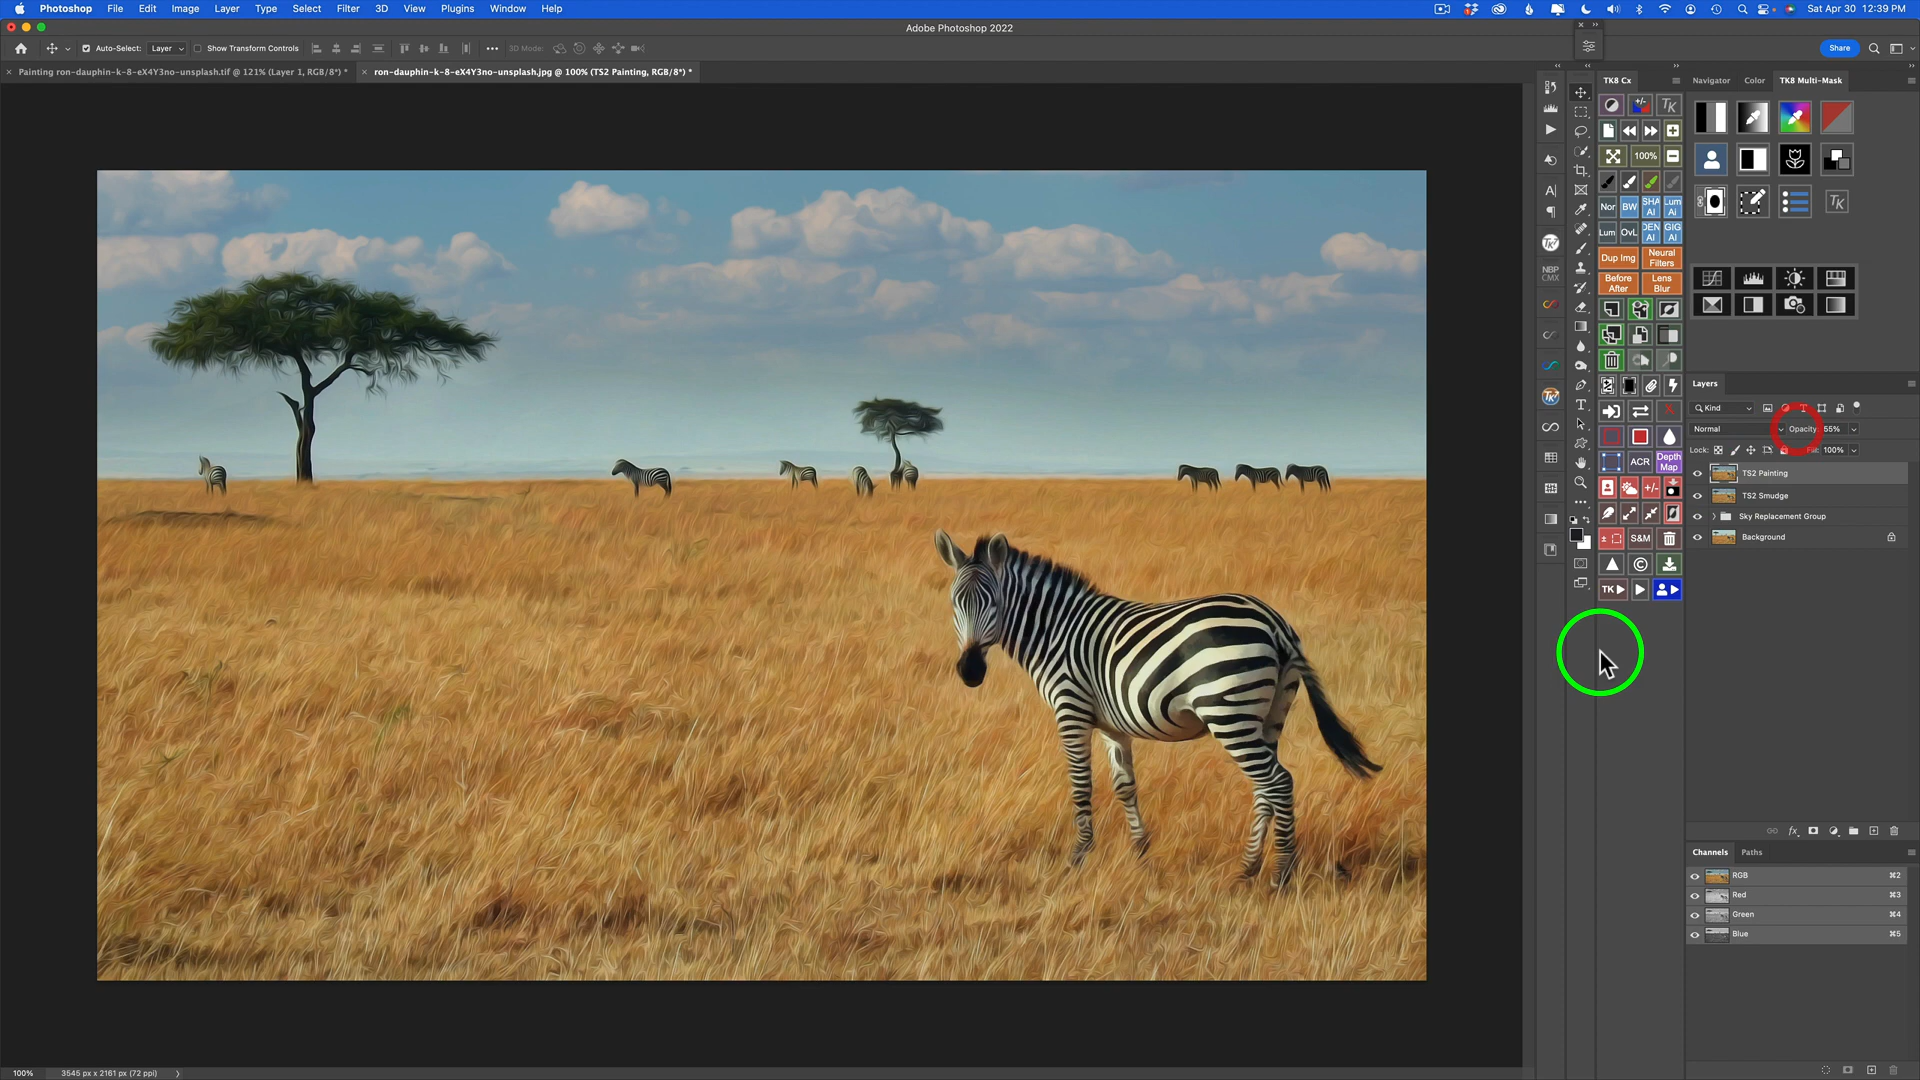 Photoshop File Edit Image Layer Type Select Filter 3D View Plugins Window Help Sat Apr 30 12:39 PM
Adobe Photoshop 2022
Auto-Select: Layer Show Transform Controls 3D Mode: Share
× Painting ron-dauphin-k-8-eX4Y3no-unsplash.tif @ 121% (Layer 1, RGB/8*) * × ron-dauphin-k-8-eX4Y3no-unsplash.jpg @ 100% (TS2 Painting, RGB/8*) *
TK8 Cx Navigator Color TK8 Multi-Mask
TK
100%
Nor BW SHA AI Lum Ai
TK
Lum OvL DEN AI GIG AI
NBP CMX
Dup Img Neural Filters
Before After Lens Blur
Layers
Kind
Normal Opacity: 55%
Lock: Fill: 100%
ACR Depth Map
TS2 Painting
TS2 Smudge
Sky Replacement Group
S&M
Background
TK
Channels Paths
RGB ⌘2
Red ⌘3
Green ⌘4
Blue ⌘5
100% 3545 px x 2161 px (72 ppi)